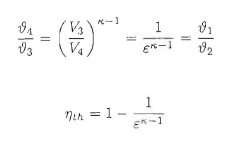 ϑ₄/ϑ₃ = (V₃/V₄)^(κ−1) = 1/ε^(κ−1) = ϑ₁/ϑ₂
η_th = 1 − 1/ε^(κ−1)